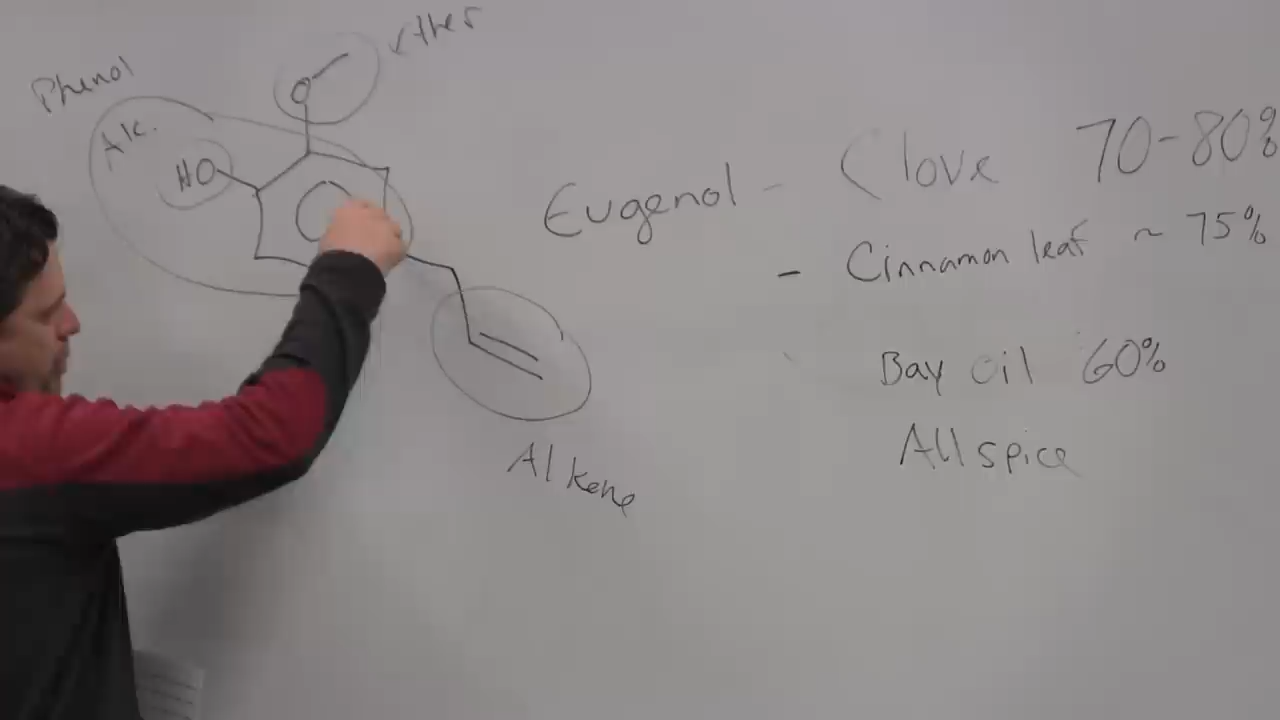 Ether
Phenol
Alc.
O
HO
Eugenol - Clove 70-80%
- Cinnamon leaf ~ 75%
Bay oil 60%
Allspice
Alkene